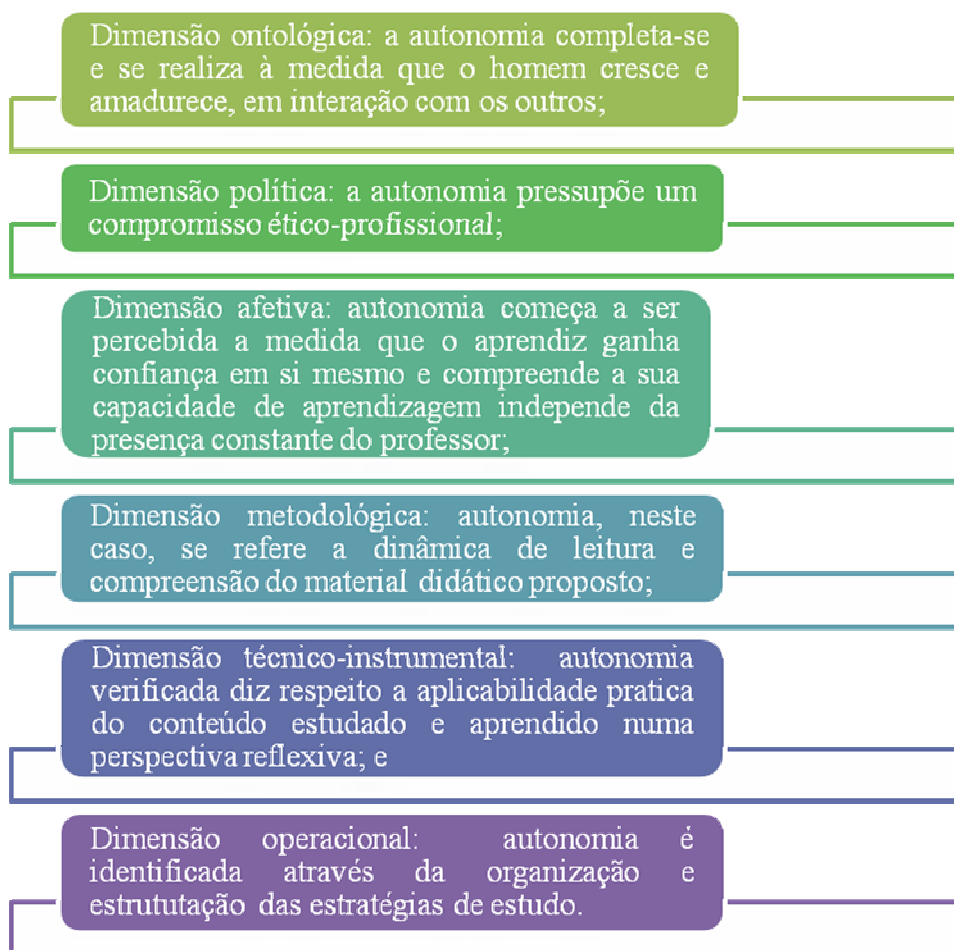 Dimensão ontológica: a autonomia completa-se
e se realiza à medida que o homem cresce e
amadurece, em interação com os outros;
Dimensão política: a autonomia pressupõe um
compromisso ético-profissional;
Dimensão afetiva: autonomia começa a ser
percebida a medida que o aprendiz ganha
confiança em si mesmo e compreende a sua
capacidade de aprendizagem independe da
presença constante do professor;
Dimensão metodológica: autonomia, neste
caso, se refere a dinâmica de leitura e
compreensão do material didático proposto;
Dimensão técnico-instrumental: autonomia
verificada diz respeito a aplicabilidade pratica
do conteúdo estudado e aprendido numa
perspectiva reflexiva; e
Dimensão operacional: autonomia é
identificada através da organização e
estrututação das estratégias de estudo.